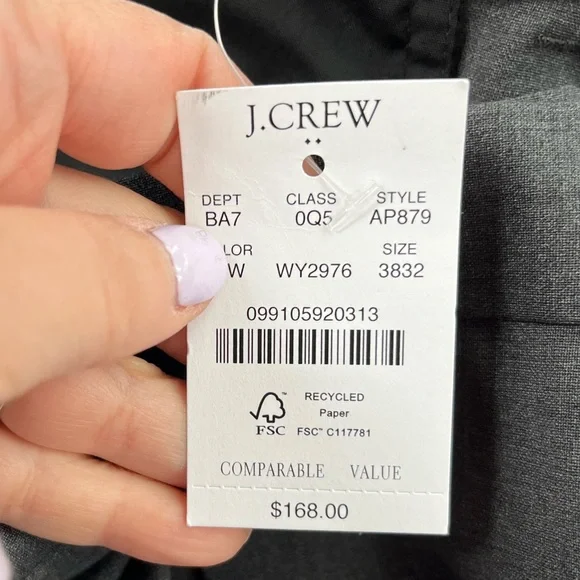 J.CREW
DEPT CLASS STYLE
BA7 0Q5 AP879
SIZE
WY2976 3832
099105920313
RECYCLED
Paper
FSC™ C117781
FSC
COMPARABLE VALUE
$168.00